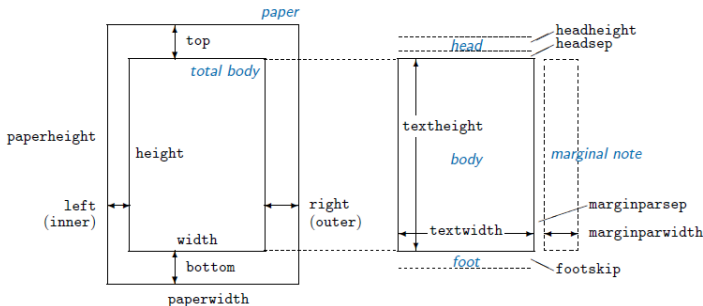 paper
top
total body
paperheight
height
left
(inner)
right
(outer)
width
bottom
paperwidth
headheight
head
headsep
textheight
body
marginal note
marginparsep
textwidth
marginparwidth
foot
footskip